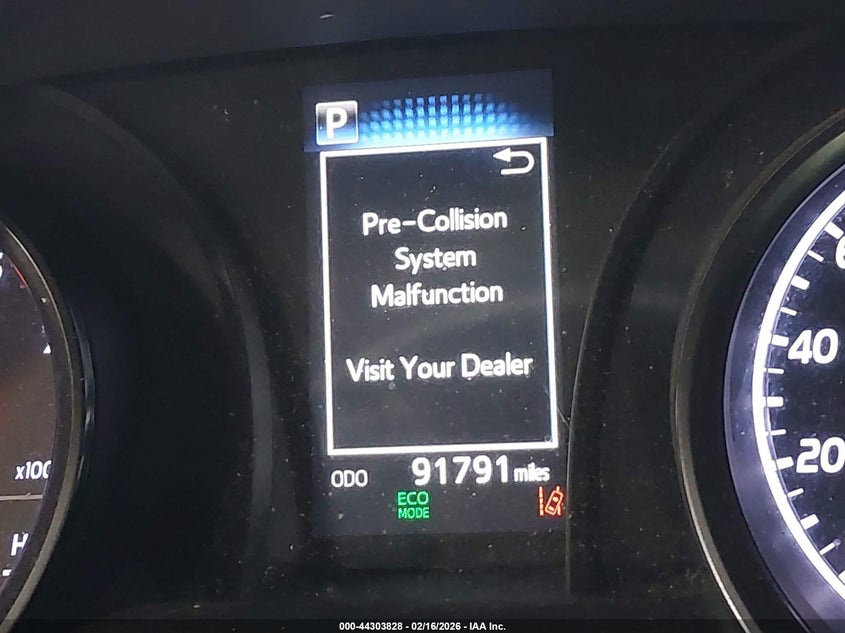 P
Pre-Collision
System
Malfunction
Visit Your Dealer
ODO 91791 miles
ECO
MODE
40
20
H
000-44303828 - 02/16/2026 - IAA Inc.